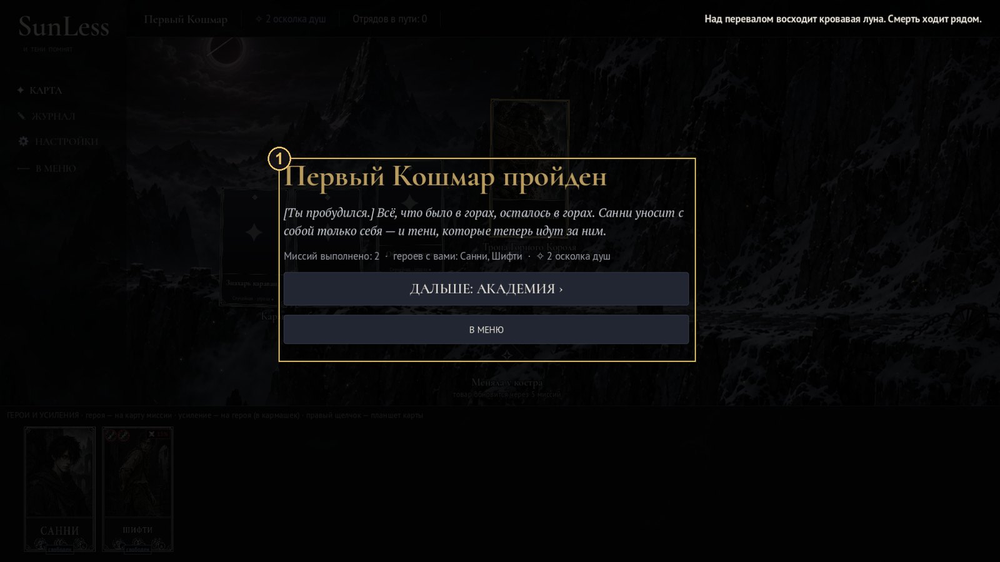 SunLess
и тени помнят
Первый Кошмар
✧ 2 осколка душ
Отрядов в пути: 0
Над перевалом восходит кровавая луна. Смерть ходит рядом.
КАРТА
ЖУРНАЛ
НАСТРОЙКИ
В МЕНЮ
1
Первый Кошмар пройден
[Ты пробудился.] Всё, что было в горах, осталось в горах. Санни уносит с
собой только себя — и тени, которые теперь идут за ним.
Тропа Горного Короля
Миссий выполнено: 2 · героев с вами: Санни, Шифти · ✧ 2 осколка душ
Знахарь
ДАЛЬШЕ: АКАДЕМИЯ ›
В МЕНЮ
Меняла у костра
товар обновится через 5 миссий
ГЕРОИ И УСИЛЕНИЯ · героя — на карту миссии · усиление — на героя (в кармашек) · правый щелчок — планшет карты
САННИ
свободен
ШИФТИ
свободен